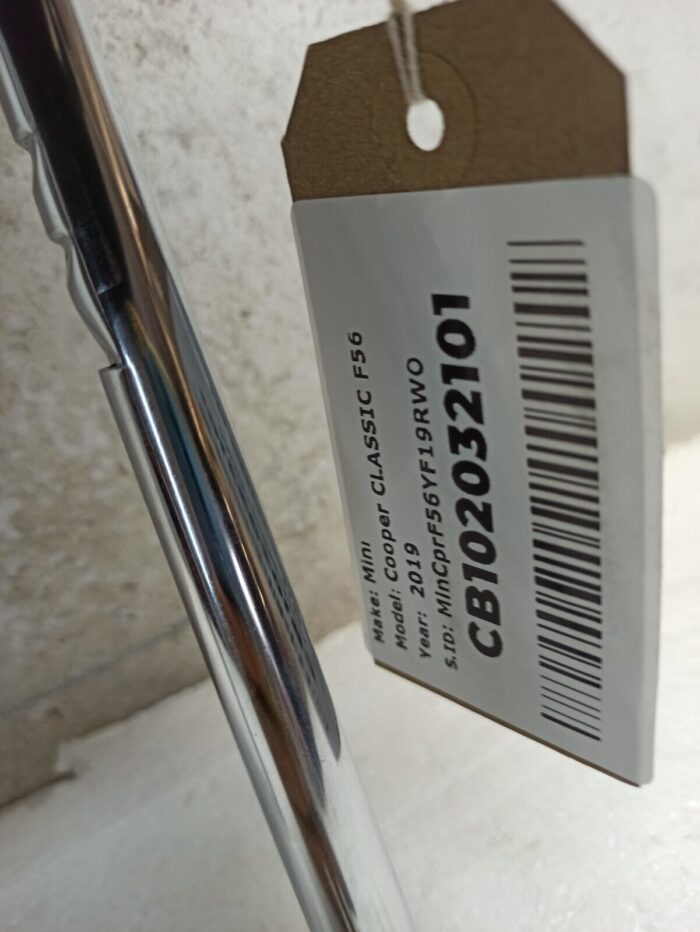 Make: Mini
Model: Cooper CLASSIC F56
Year: 2019
S.ID: MInCprF56YF19RWO
CB102032101